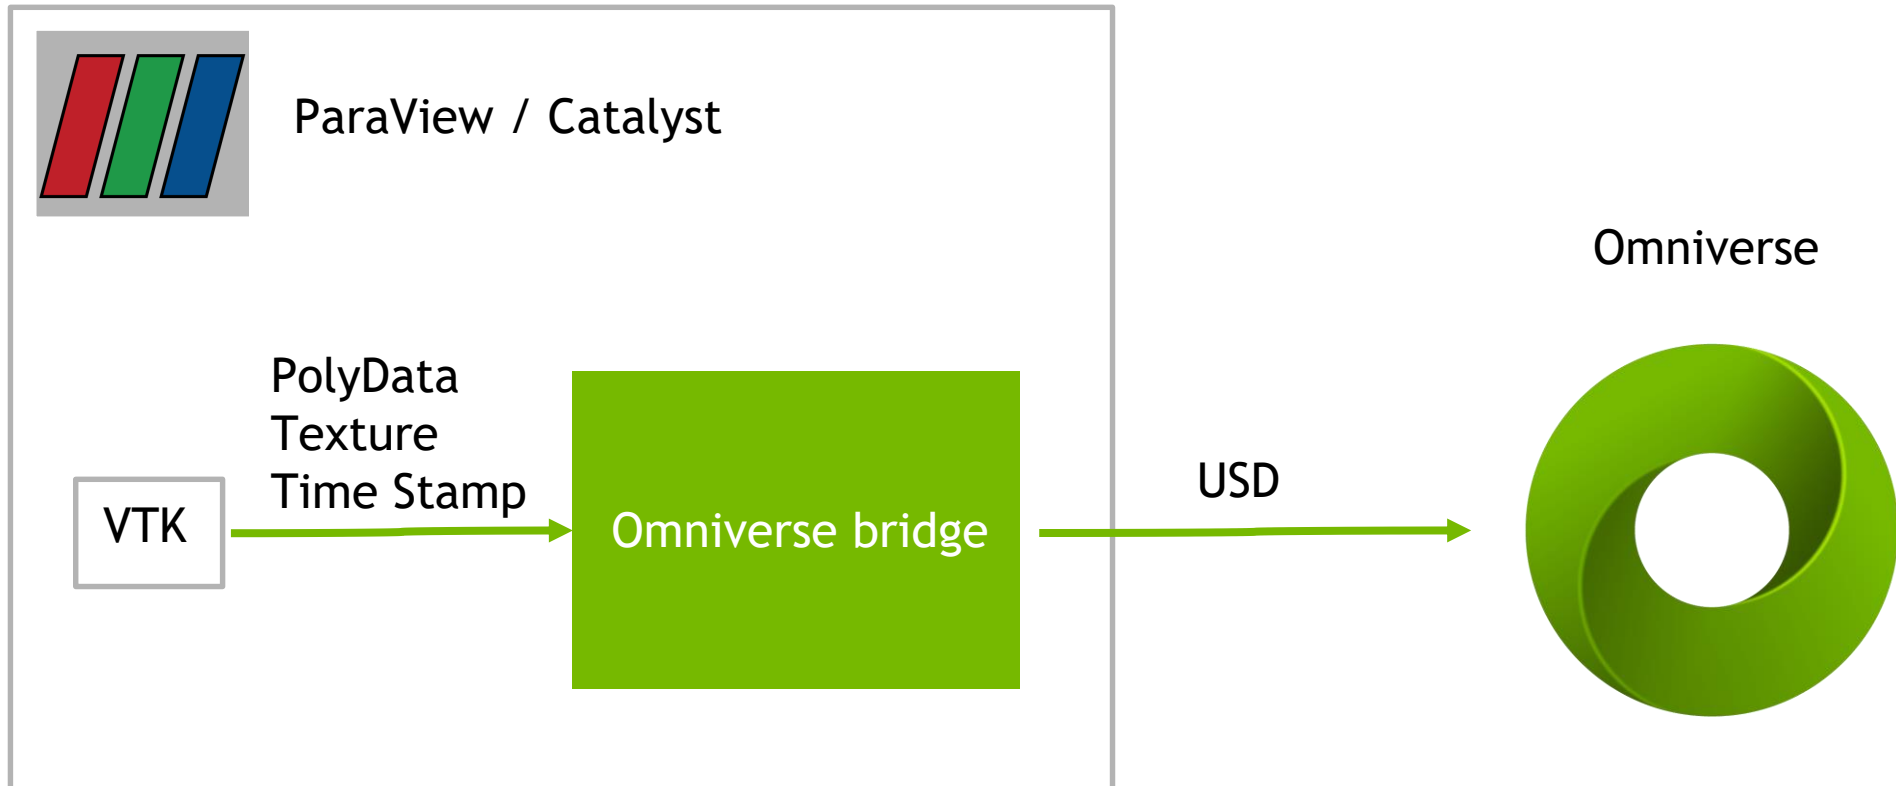 ParaView / Catalyst
Omniverse
PolyData
Texture
Time Stamp
VTK
Omniverse bridge
USD